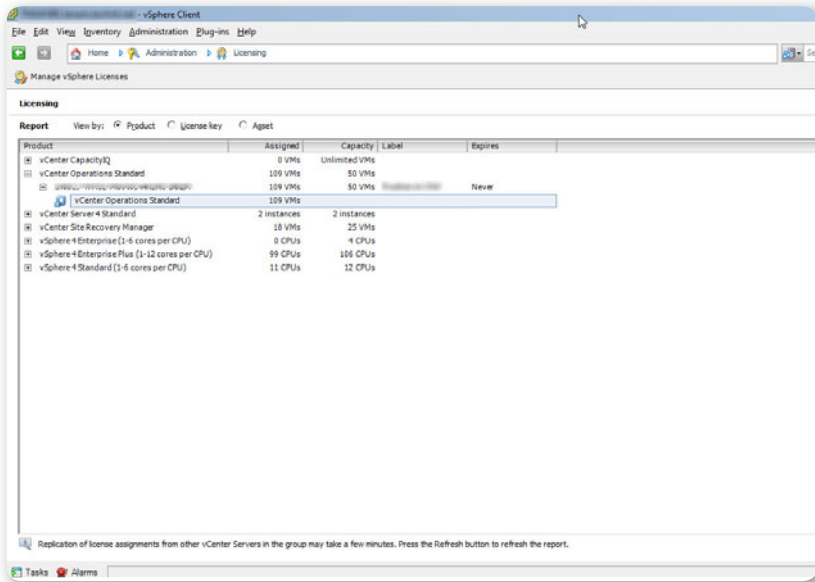 - vSphere Client
File Edit View Inventory Administration Plug-ins Help
Home Administration Licensing
Manage vSphere Licenses
Licensing
Report View by: Product License key Asset
Product Assigned Capacity Label Expires
vCenter CapacityIQ 0 VMs Unlimited VMs
vCenter Operations Standard 109 VMs 50 VMs
109 VMs 50 VMs Never
vCenter Operations Standard 109 VMs
vCenter Server 4 Standard 2 instances 2 instances
vCenter Site Recovery Manager 18 VMs 25 VMs
vSphere 4 Enterprise (1-6 cores per CPU) 0 CPUs 4 CPUs
vSphere 4 Enterprise Plus (1-12 cores per CPU) 99 CPUs 106 CPUs
vSphere 4 Standard (1-6 cores per CPU) 11 CPUs 12 CPUs
Replication of license assignments from other vCenter Servers in the group may take a few minutes. Press the Refresh button to refresh the report.
Tasks Alarms